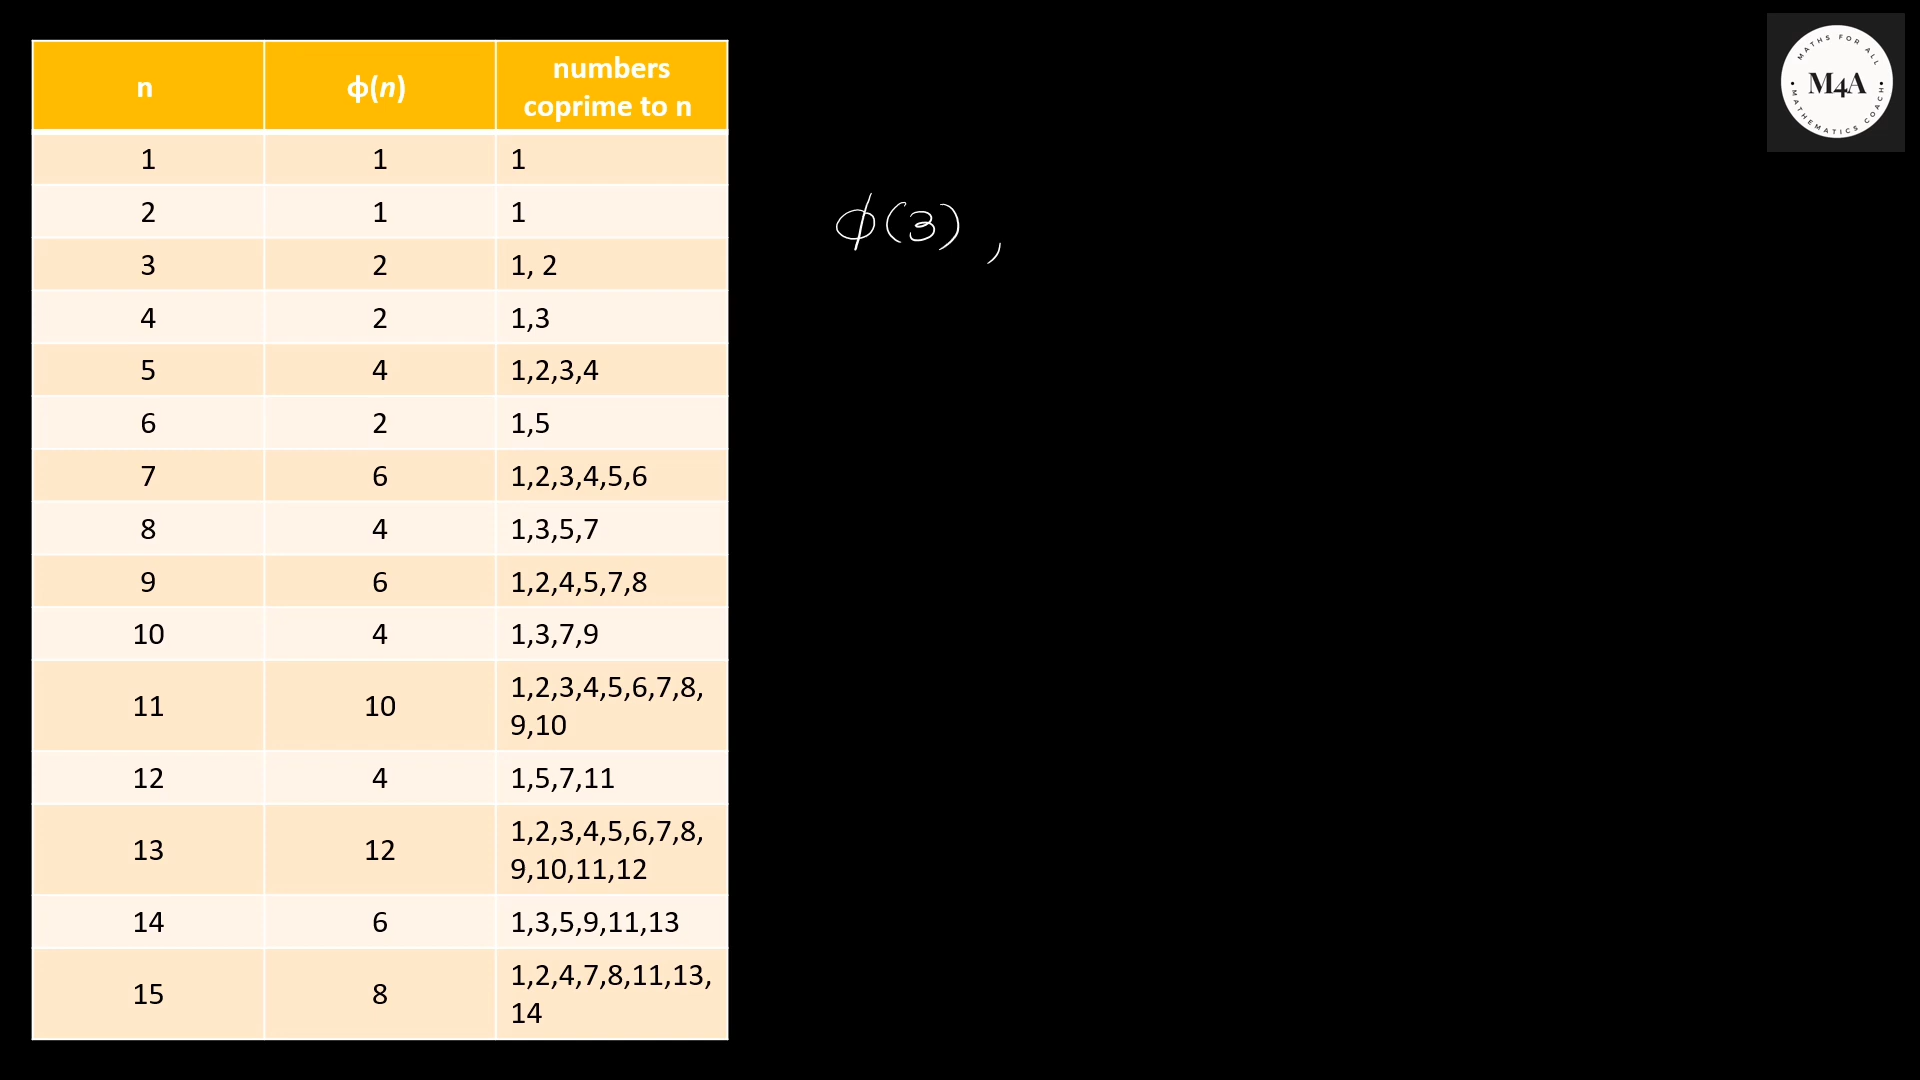 n ϕ(n) numbers
coprime to n
1 1 1
2 1 1
3 2 1, 2
4 2 1,3
5 4 1,2,3,4
6 2 1,5
7 6 1,2,3,4,5,6
8 4 1,3,5,7
9 6 1,2,4,5,7,8
10 4 1,3,7,9
11 10 1,2,3,4,5,6,7,8,
9,10
12 4 1,5,7,11
13 12 1,2,3,4,5,6,7,8,
9,10,11,12
14 6 1,3,5,9,11,13
15 8 1,2,4,7,8,11,13,
14
ϕ(3) ,
MATHS FOR ALL
M4A
MATHEMATICS COACH